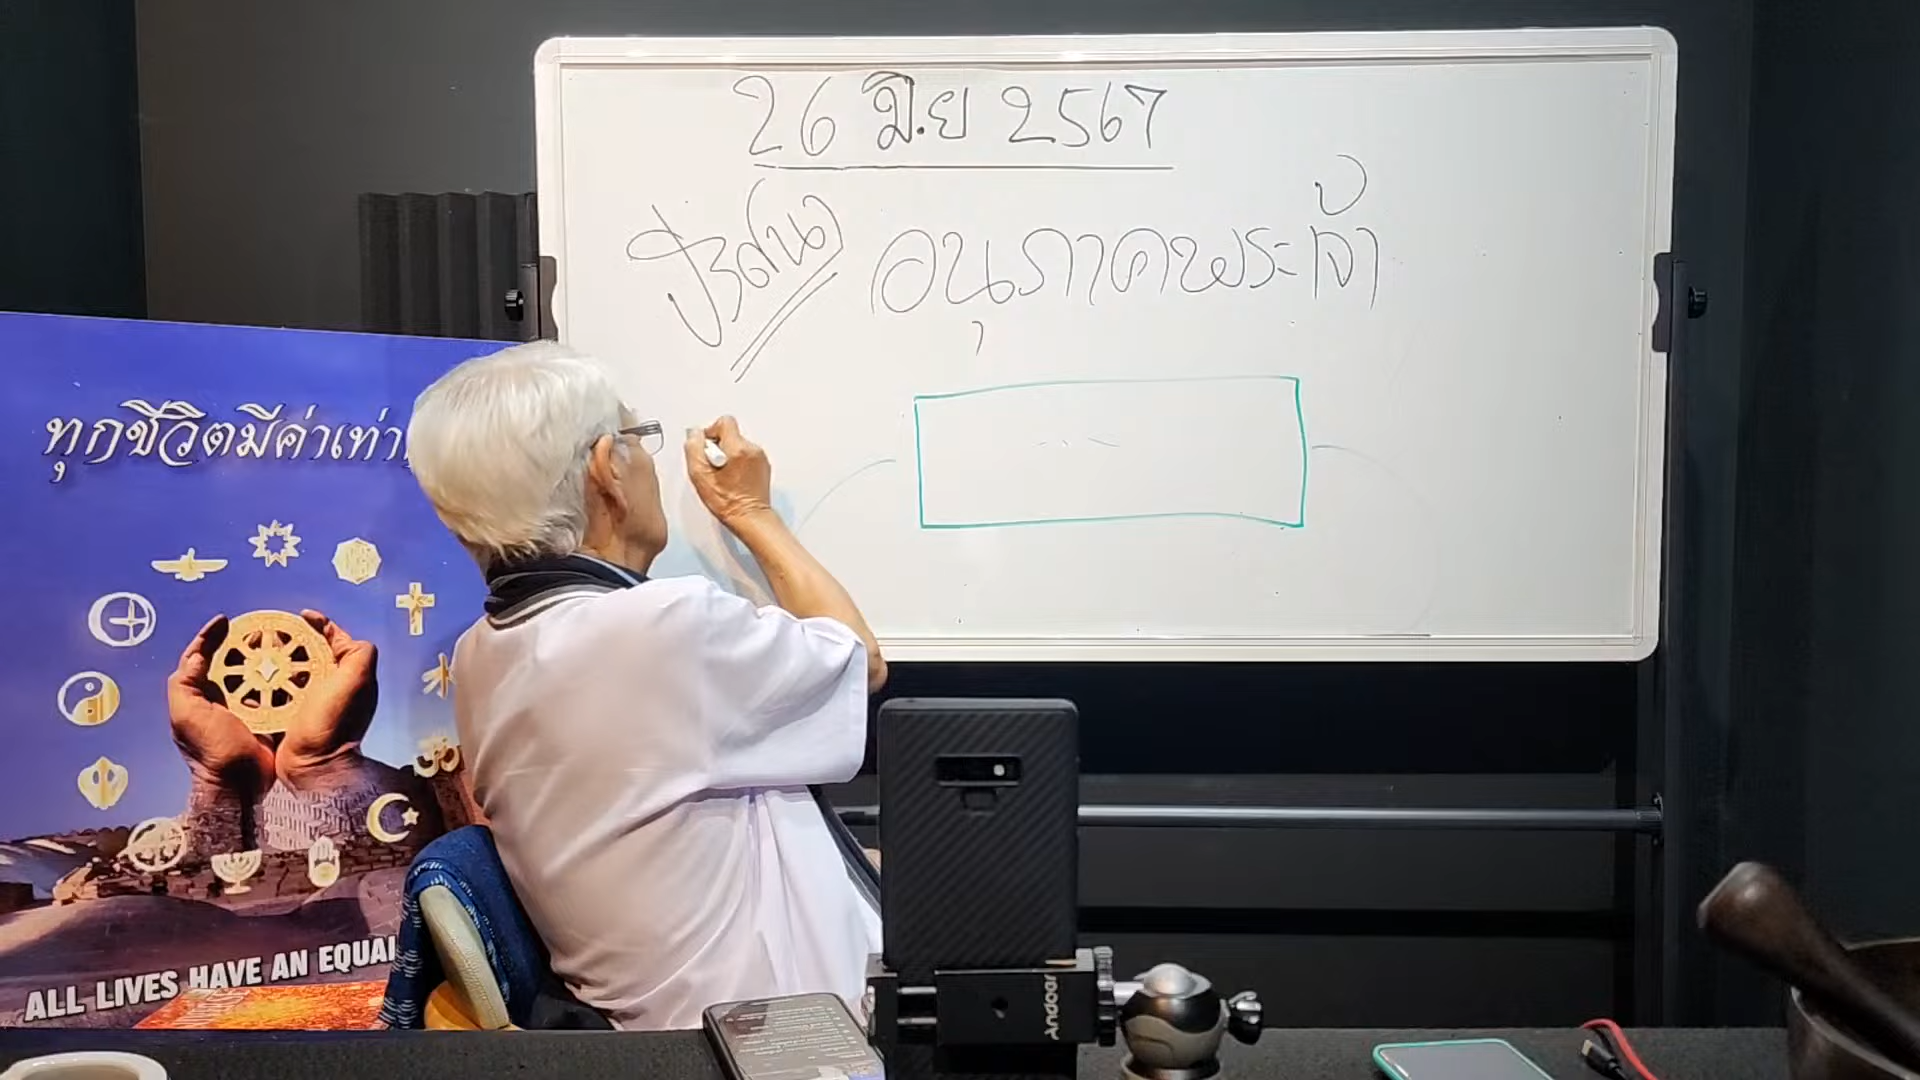 26 มิ.ย 2567
อนุภาคพระเจ้า
ทุกชีวิตมีค่าเท่า
ALL LIVES HAVE AN EQUAL
Andoer